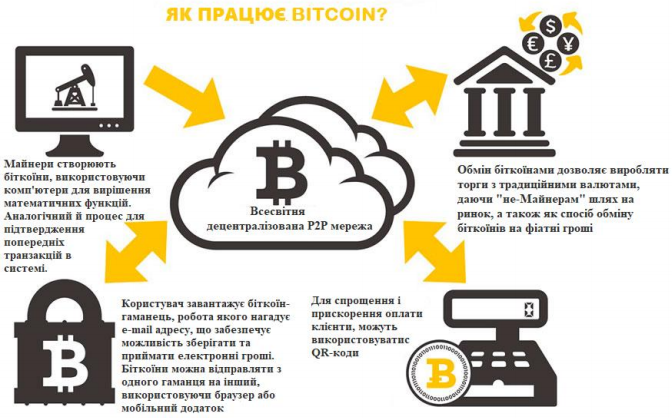 ЯК ПРАЦЮЄ BITCOIN?
Майнери створюють
біткоїни, використовуючи
комп'ютери для вирішення
математичних функцій.
Аналогічний й процес для
підтвердження
попередніх
транзакцій в
системі.
Всесвітня
децентралізована P2P мережа
Обмін біткоїнами дозволяє виробляти
торги з традиційними валютами,
даючи "не-Майнерам" шлях на
ринок, а також як спосіб обміну
біткоїнів на фіатні гроші
Користувач завантажує біткоїн-
гаманець, робота якого нагадує
e-mail адресу, що забезпечує
можливість зберігати та
приймати електронні гроші.
Біткоїни можна відправляти з
одного гаманця на інший,
використовуючи браузер або
мобільний додаток
Для спрощення і
прискорення оплати
клієнти, можуть
використовуватис
QR-коди